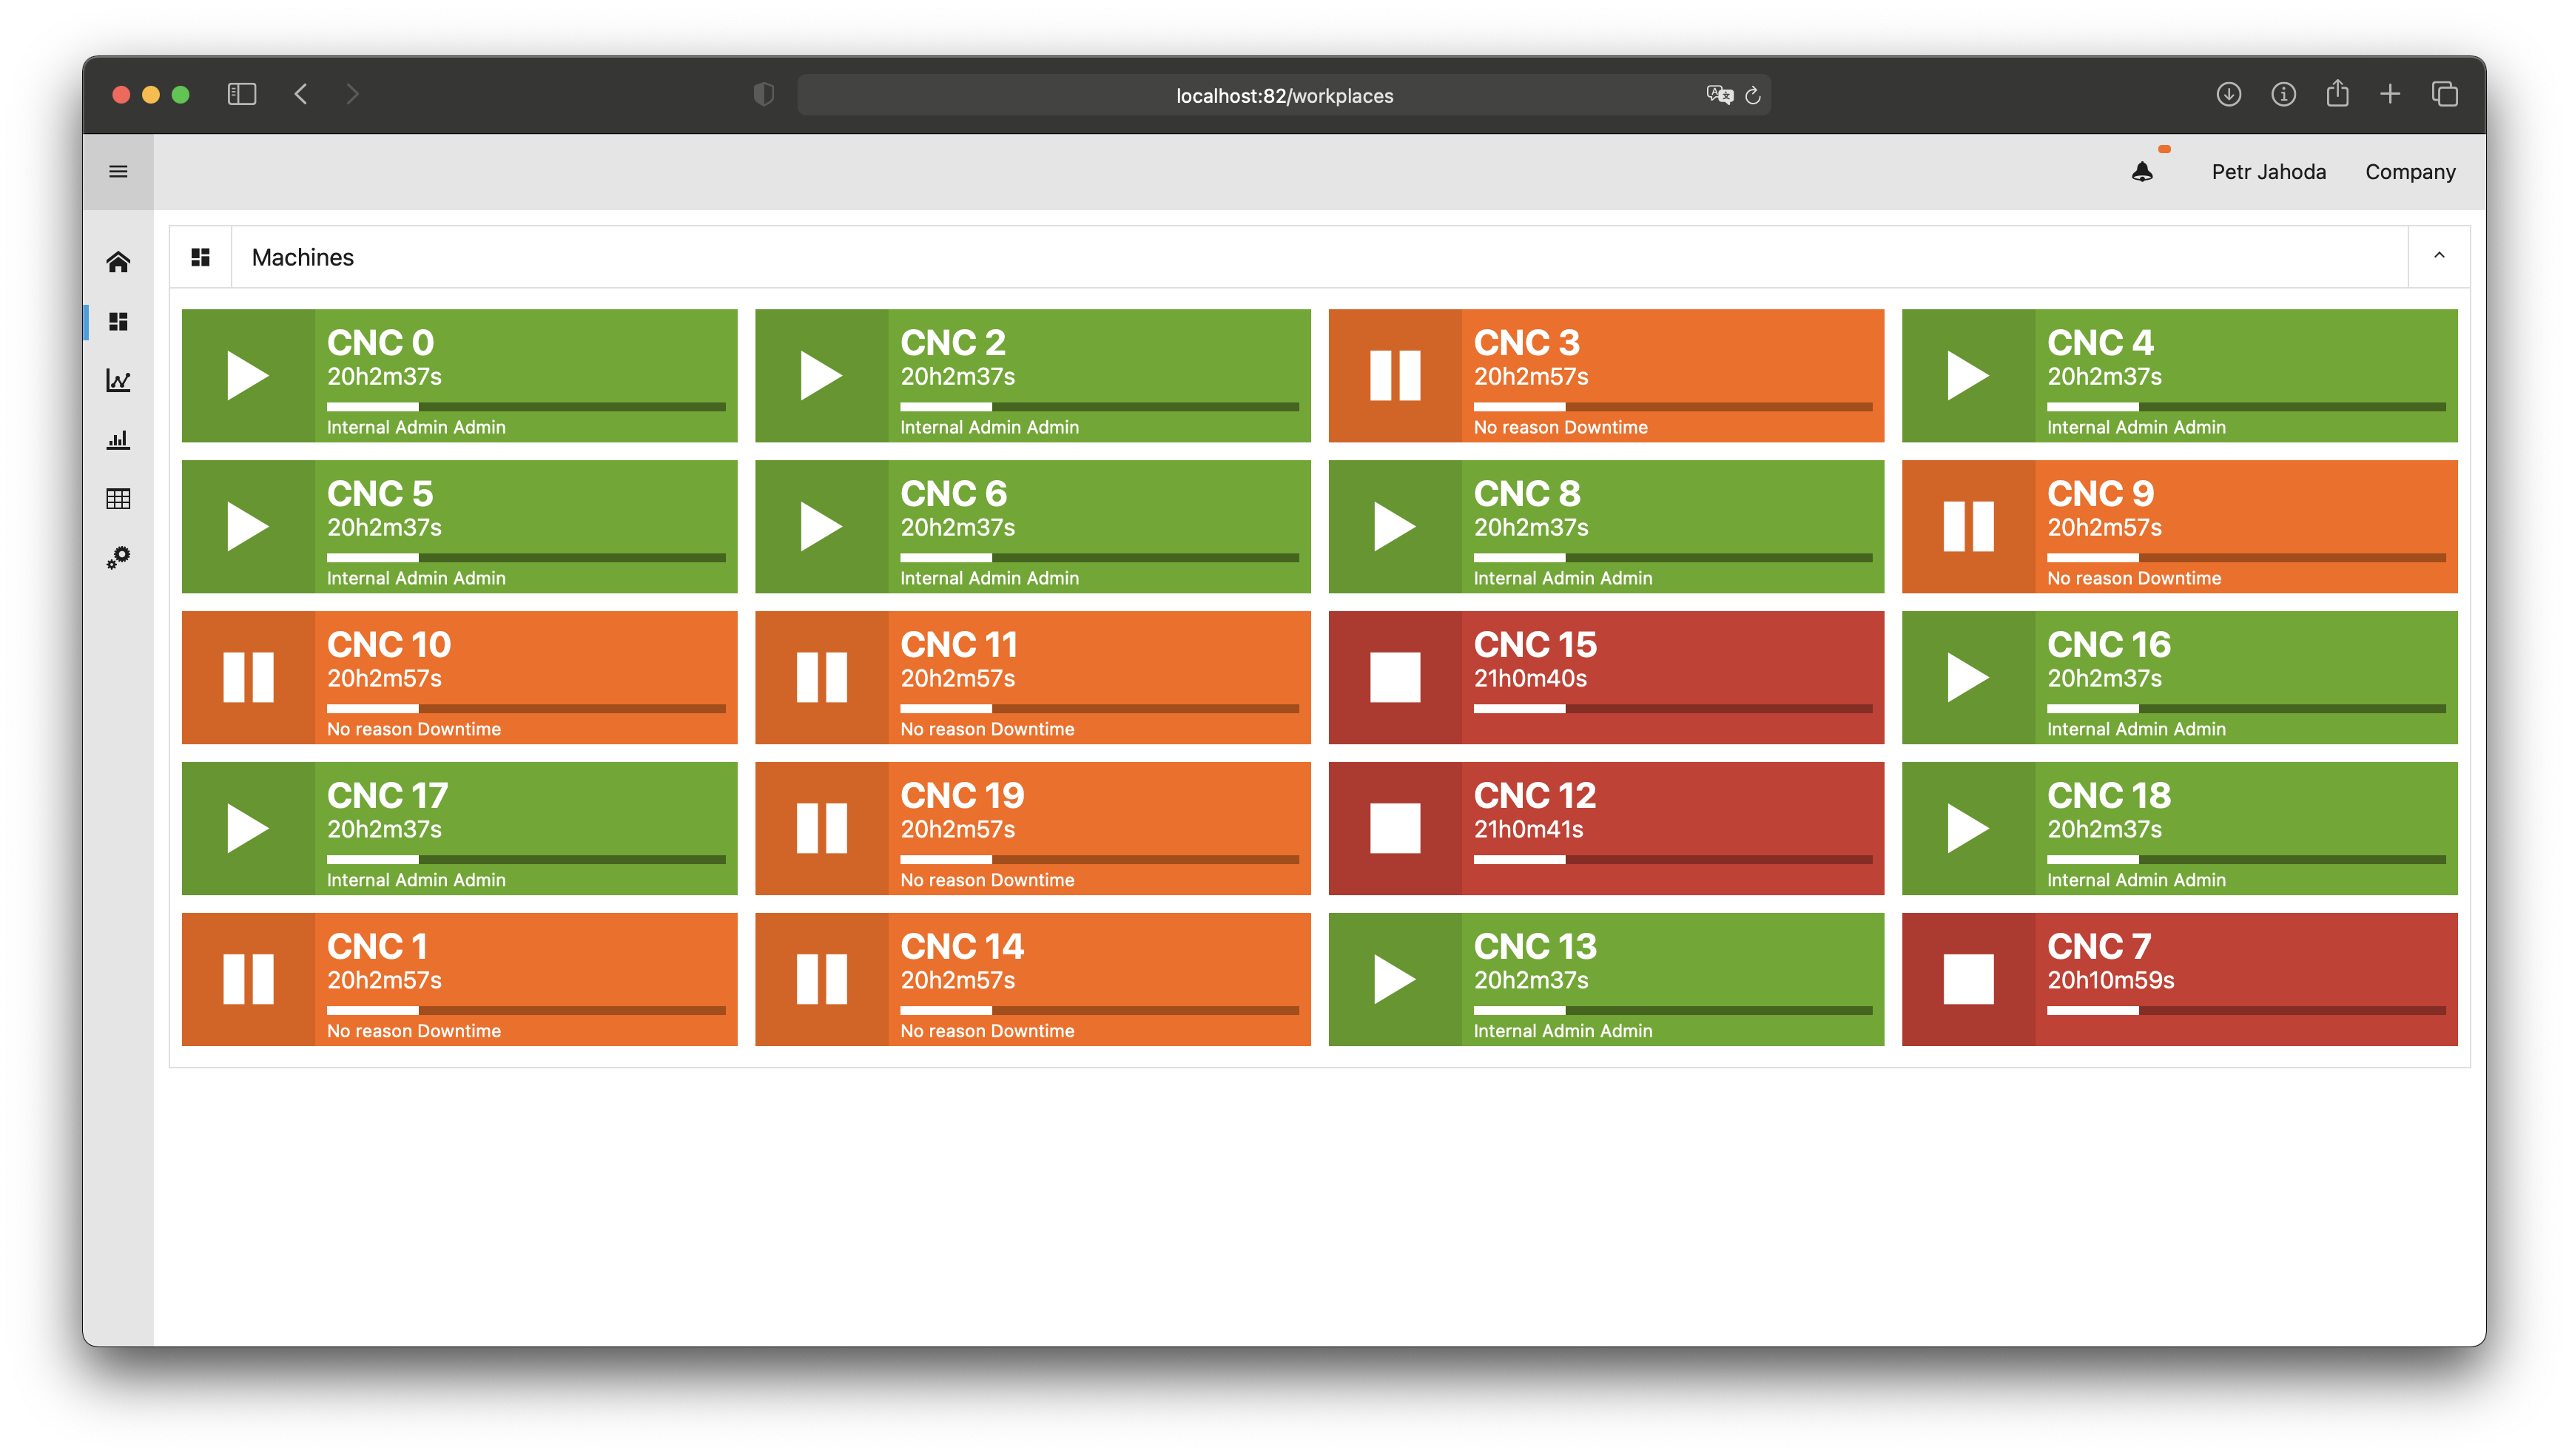 localhost:82/workplaces
Petr Jahoda
Company
Machines
CNC 0
20h2m37s
Internal Admin Admin
CNC 2
20h2m37s
Internal Admin Admin
CNC 3
20h2m57s
No reason Downtime
CNC 4
20h2m37s
Internal Admin Admin
CNC 5
20h2m37s
Internal Admin Admin
CNC 6
20h2m37s
Internal Admin Admin
CNC 8
20h2m37s
Internal Admin Admin
CNC 9
20h2m57s
No reason Downtime
CNC 10
20h2m57s
No reason Downtime
CNC 11
20h2m57s
No reason Downtime
CNC 15
21h0m40s
CNC 16
20h2m37s
Internal Admin Admin
CNC 17
20h2m37s
Internal Admin Admin
CNC 19
20h2m57s
No reason Downtime
CNC 12
21h0m41s
CNC 18
20h2m37s
Internal Admin Admin
CNC 1
20h2m57s
No reason Downtime
CNC 14
20h2m57s
No reason Downtime
CNC 13
20h2m37s
Internal Admin Admin
CNC 7
20h10m59s